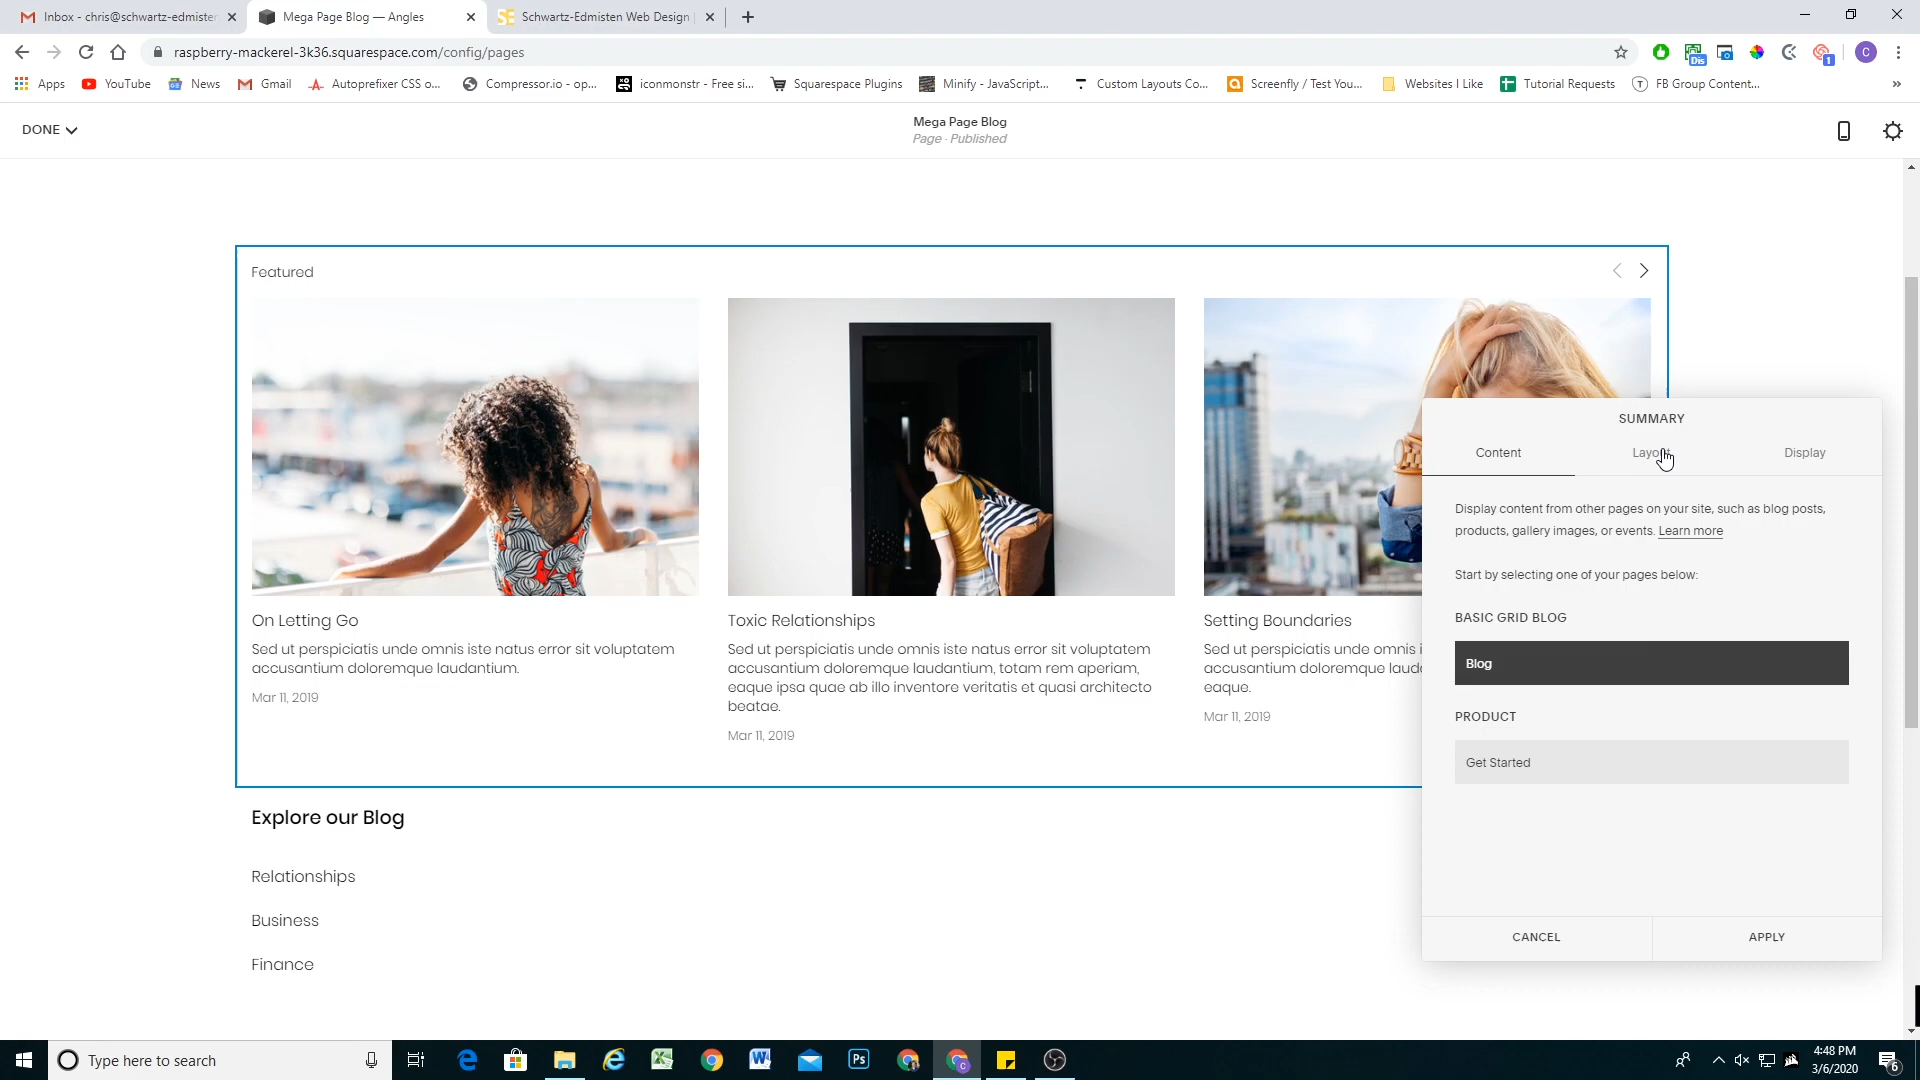 Inbox - chris@schwartz-edmister
Mega Page Blog — Angles
Schwartz-Edmisten Web Design
raspberry-mackerel-3k36.squarespace.com/config/pages
Dis
1
C
Apps
YouTube
News
Gmail
Autoprefixer CSS o...
Compressor.io - op...
iconmonstr - Free si...
Squarespace Plugins
Minify - JavaScript...
Custom Layouts Co...
Screenfly / Test You...
Websites I Like
Tutorial Requests
FB Group Content...
DONE
Mega Page Blog
Page · Published
Featured
On Letting Go
Sed ut perspiciatis unde omnis iste natus error sit voluptatem
accusantium doloremque laudantium.
Mar 11, 2019
Toxic Relationships
Sed ut perspiciatis unde omnis iste natus error sit voluptatem
accusantium doloremque laudantium, totam rem aperiam,
eaque ipsa quae ab illo inventore veritatis et quasi architecto
beatae.
Mar 11, 2019
Setting Boundaries
Sed ut perspiciatis unde omnis i
accusantium doloremque lauda
eaque.
Mar 11, 2019
SUMMARY
Content
Layout
Display
Display content from other pages on your site, such as blog posts,
products, gallery images, or events. Learn more
Start by selecting one of your pages below:
BASIC GRID BLOG
Blog
PRODUCT
Get Started
CANCEL
APPLY
Explore our Blog
Relationships
Business
Finance
Type here to search
Ps
4:48 PM
3/6/2020
6